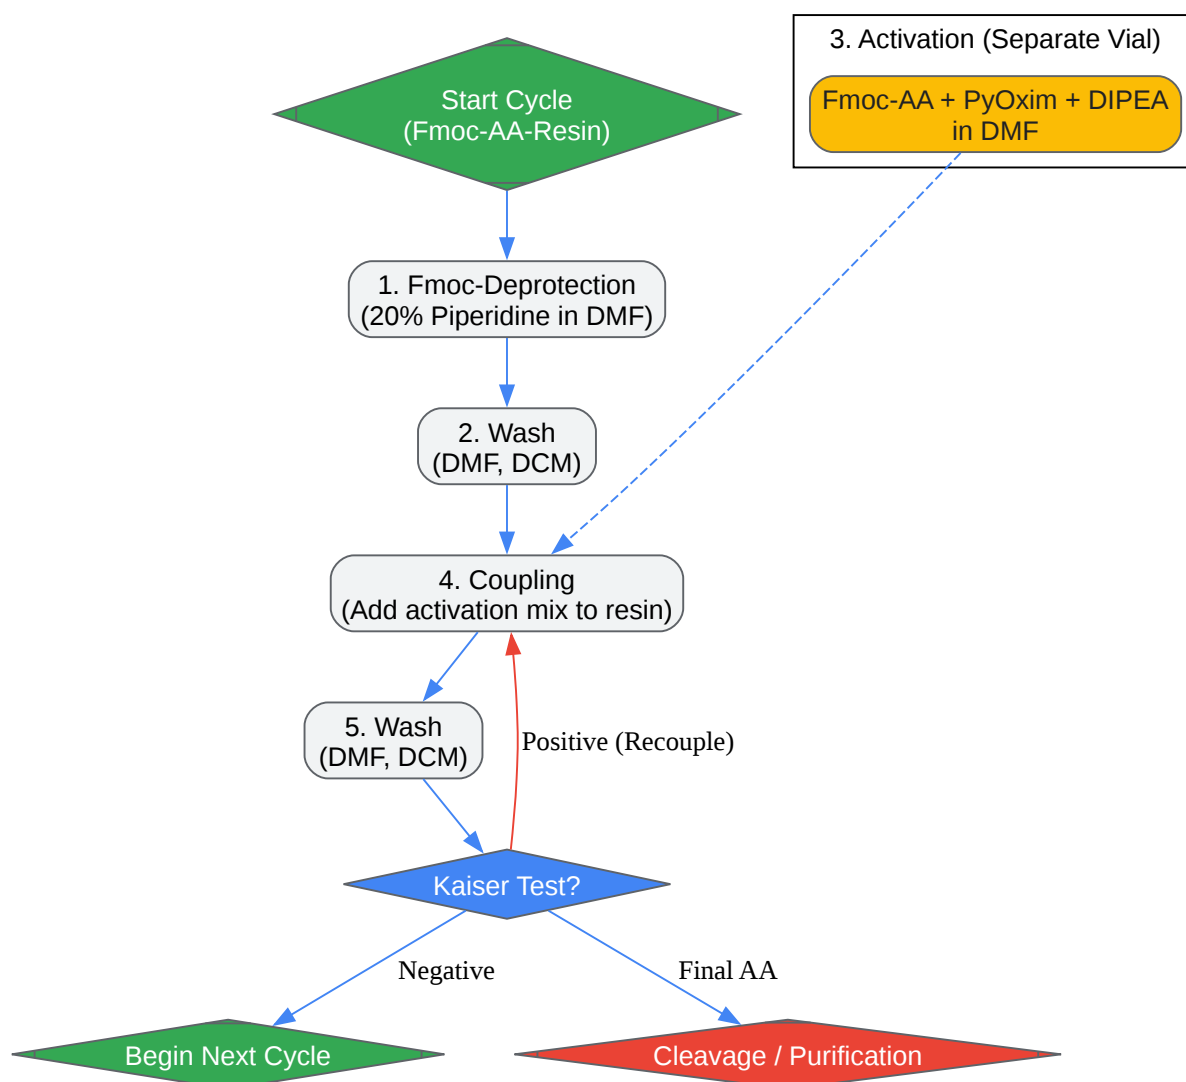 3. Activation (Separate Vial)
Start Cycle
(Fmoc-AA-Resin)
Fmoc-AA + PyOxim + DIPEA
in DMF
1. Fmoc-Deprotection
(20% Piperidine in DMF)
2. Wash
(DMF, DCM)
4. Coupling
(Add activation mix to resin)
5. Wash
(DMF, DCM)
Positive (Recouple)
Kaiser Test?
Negative
Final AA
Begin Next Cycle
Cleavage / Purification